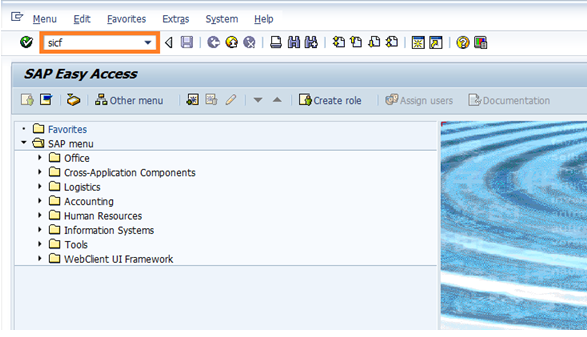 Menu Edit Favorites Extras System Help
sicf
SAP Easy Access
Other menu Create role Assign users Documentation
Favorites
SAP menu
Office
Cross-Application Components
Logistics
Accounting
Human Resources
Information Systems
Tools
WebClient UI Framework